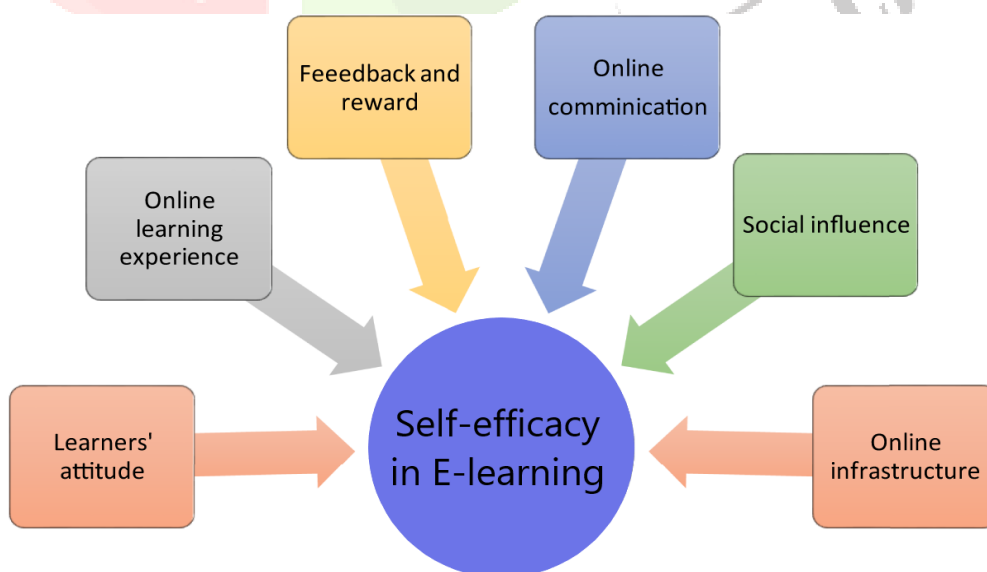 Feeedback and
reward
Online
comminication
Online
learning
experience
Social influence
Learners'
attitude
Self-efficacy
in E-learning
Online
infrastructure